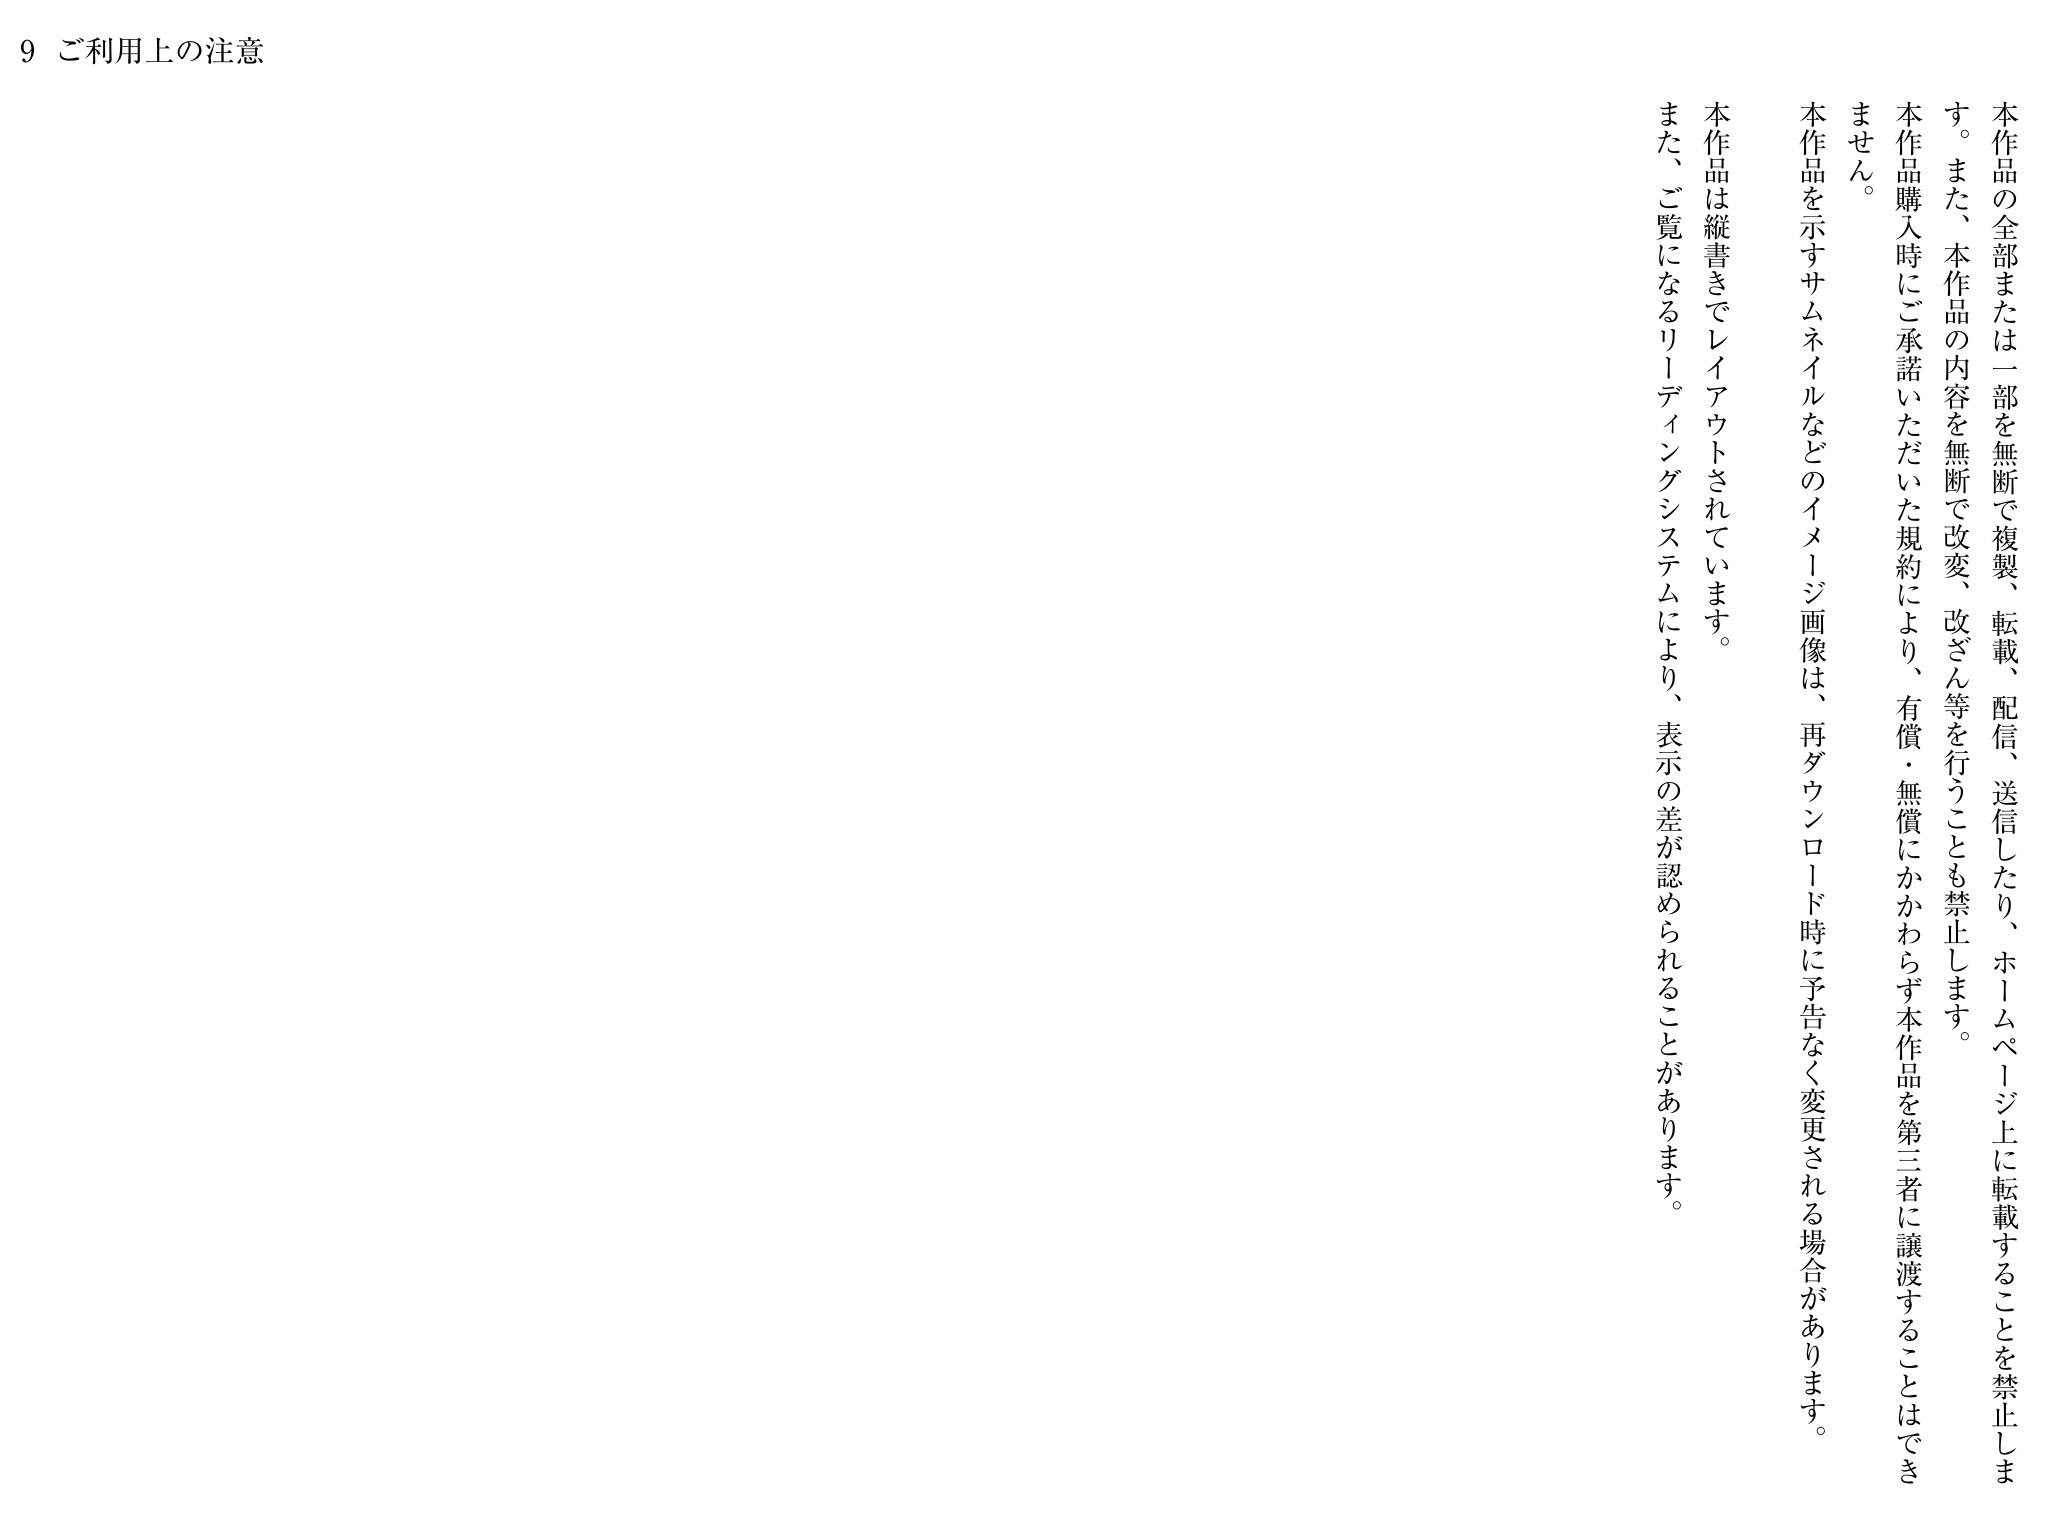 9 ご利用上の注意
本作品の全部または一部を無断で複製、転載、配信、送信したり、ホームページ上に転載することを禁止しま
す。また、本作品の内容を無断で改変、改ざん等を行うことも禁止します。
本作品購入時にご承諾いただいた規約により、有償・無償にかかわらず本作品を第三者に譲渡することはでき
ません。
本作品を示すサムネイルなどのイメージ画像は、再ダウンロード時に予告なく変更される場合があります。
本作品は縦書きでレイアウトされています。
また、ご覧になるリーディングシステムにより、表示の差が認められることがあります。